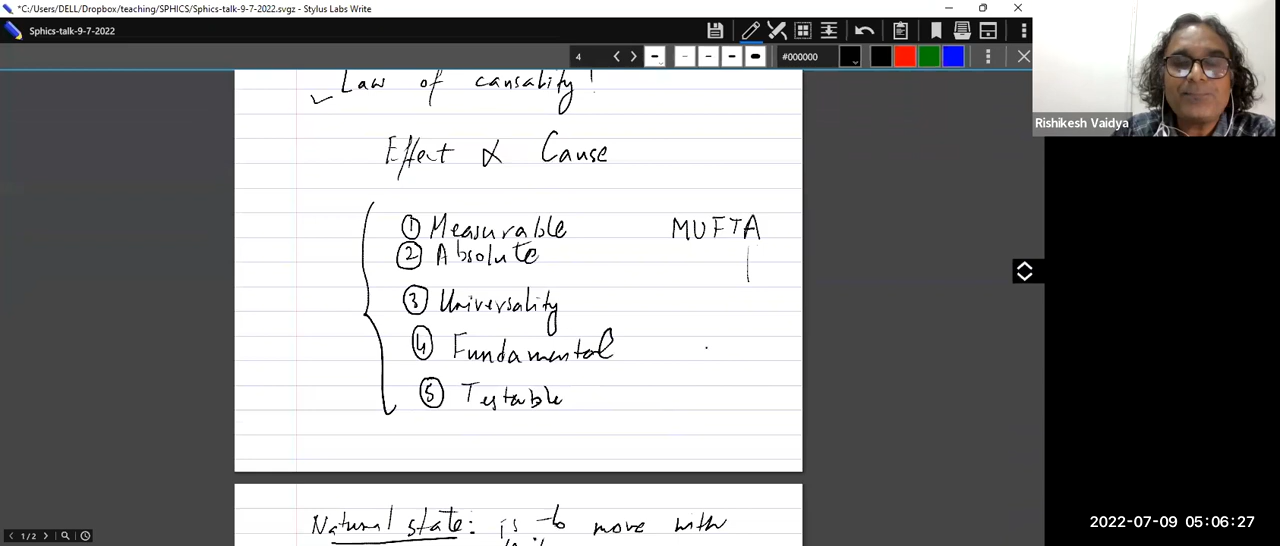 *C:/Users/DELL/Dropbox/teaching/SPHICS/Sphics-talk-9-7-2022.svgz - Stylus Labs Write
Sphics-talk-9-7-2022
4
#000000
Rishikesh Vaidya
Law of causality!
Effect ∝ Cause
① Measurable MUFTA
② Absolute
③ Universality
④ Fundamental
⑤ Testable
Natural state: is to move with
1/2
2022-07-09 05:06:27